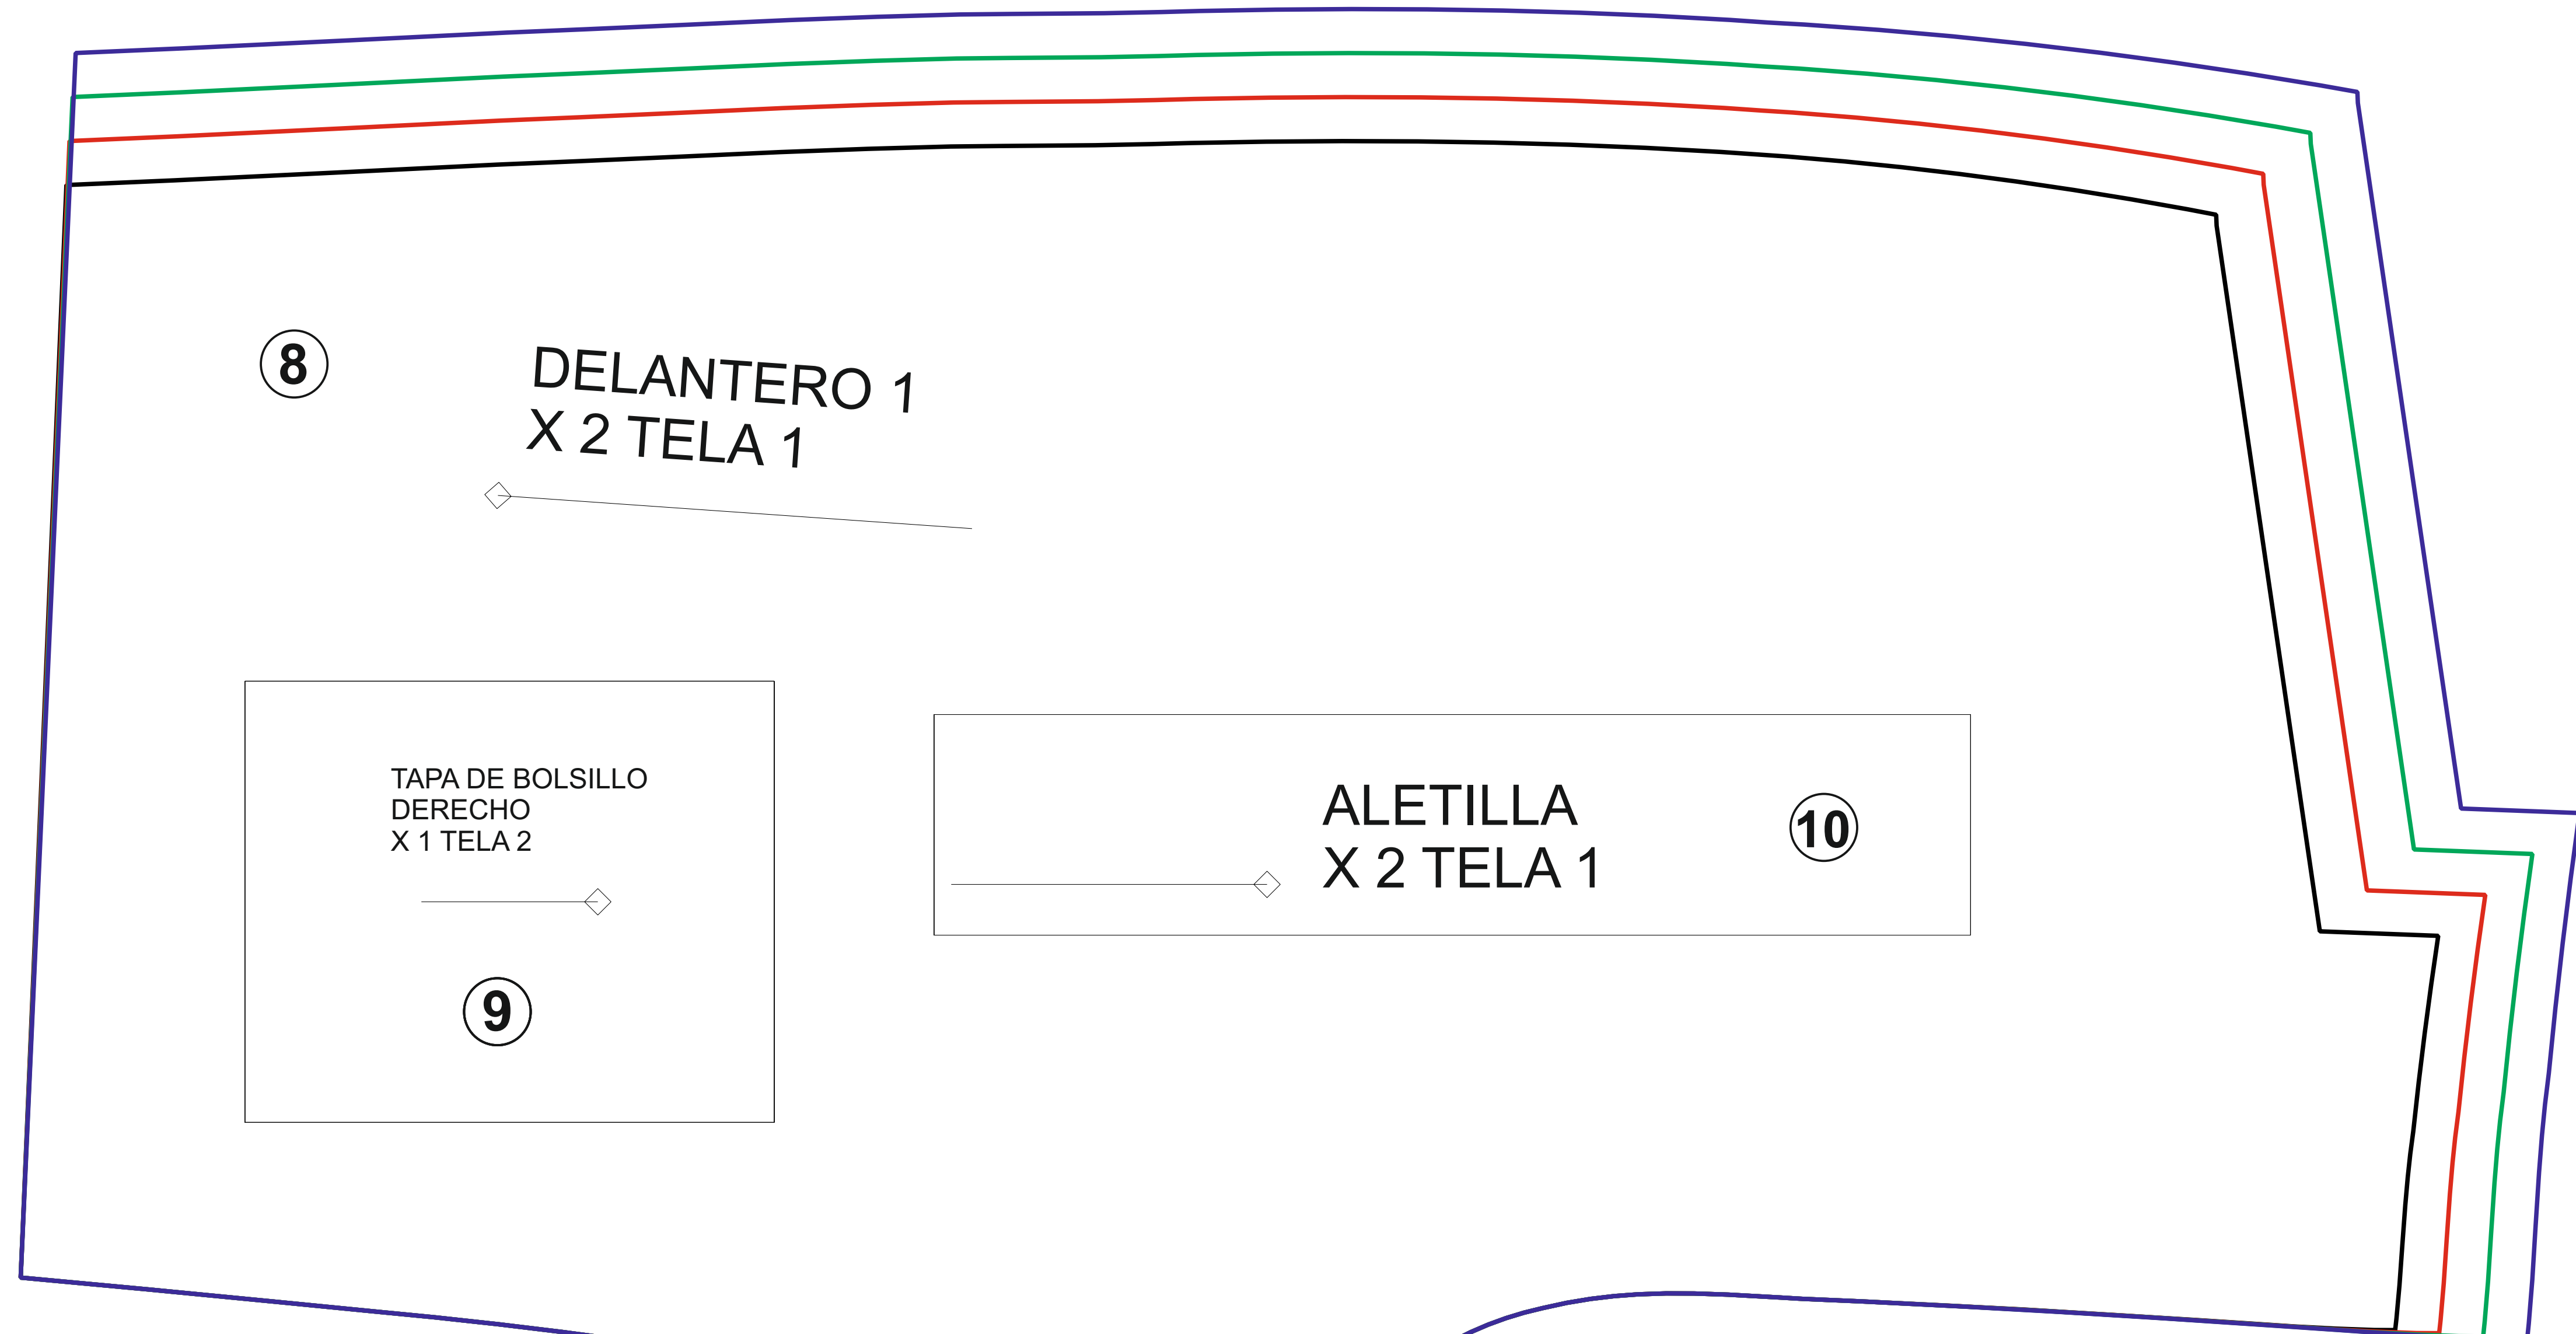 8
DELANTERO 1
X 2 TELA 1
TAPA DE BOLSILLO
DERECHO
X 1 TELA 2
9
ALETILLA
X 2 TELA 1
10